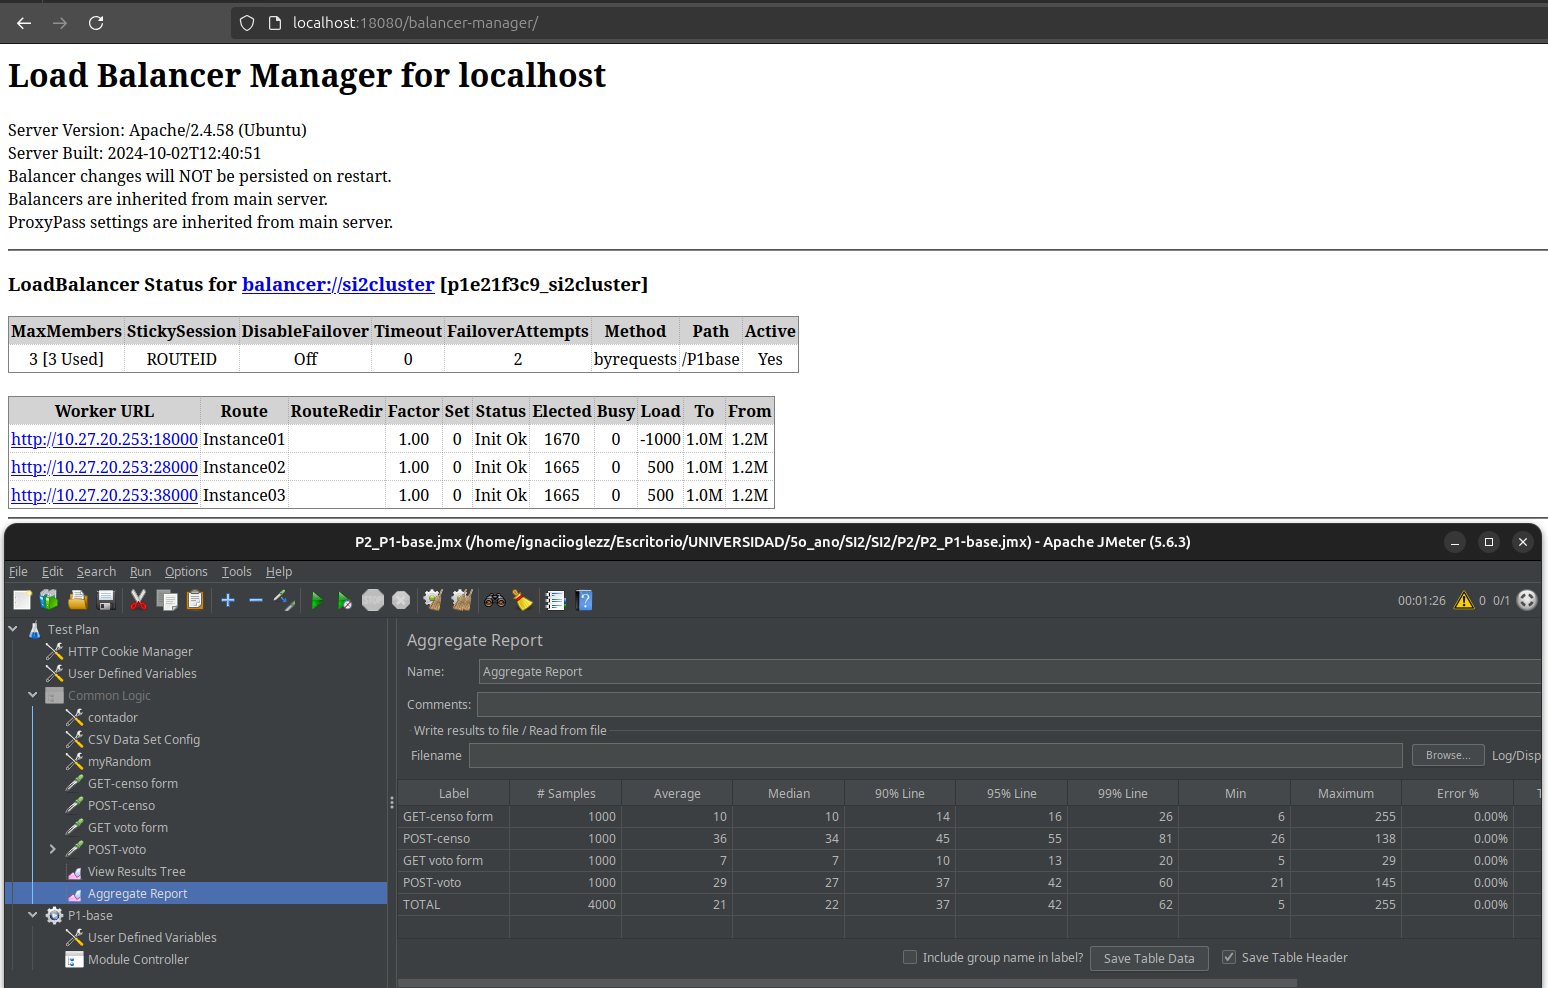 localhost:18080/balancer-manager/
Load Balancer Manager for localhost
Server Version: Apache/2.4.58 (Ubuntu)
Server Built: 2024-10-02T12:40:51
Balancer changes will NOT be persisted on restart.
Balancers are inherited from main server.
ProxyPass settings are inherited from main server.
LoadBalancer Status for balancer://si2cluster [p1e21f3c9_si2cluster]
MaxMembers StickySession DisableFailover Timeout FailoverAttempts Method Path Active
3 [3 Used] ROUTEID Off 0 2 byrequests /P1base Yes
Worker URL Route RouteRedir Factor Set Status Elected Busy Load To From
http://10.27.20.253:18000 Instance01 1.00 0 Init Ok 1670 0 -1000 1.0M 1.2M
http://10.27.20.253:28000 Instance02 1.00 0 Init Ok 1665 0 500 1.0M 1.2M
http://10.27.20.253:38000 Instance03 1.00 0 Init Ok 1665 0 500 1.0M 1.2M
P2_P1-base.jmx (/home/ignaciioglezz/Escritorio/UNIVERSIDAD/5o_ano/SI2/SI2/P2/P2_P1-base.jmx) - Apache JMeter (5.6.3)
File Edit Search Run Options Tools Help
STOP 00:01:26 0 0/1
Test Plan
HTTP Cookie Manager
User Defined Variables
Common Logic
contador
CSV Data Set Config
myRandom
GET-censo form
POST-censo
GET voto form
POST-voto
View Results Tree
Aggregate Report
P1-base
User Defined Variables
Module Controller
Aggregate Report
Name: Aggregate Report
Comments:
Write results to file / Read from file
Filename Browse... Log/Disp
Label # Samples Average Median 90% Line 95% Line 99% Line Min Maximum Error % T
GET-censo form 1000 10 10 14 16 26 6 255 0.00%
POST-censo 1000 36 34 45 55 81 26 138 0.00%
GET voto form 1000 7 7 10 13 20 5 29 0.00%
POST-voto 1000 29 27 37 42 60 21 145 0.00%
TOTAL 4000 21 22 37 42 62 5 255 0.00%
Include group name in label? Save Table Data Save Table Header